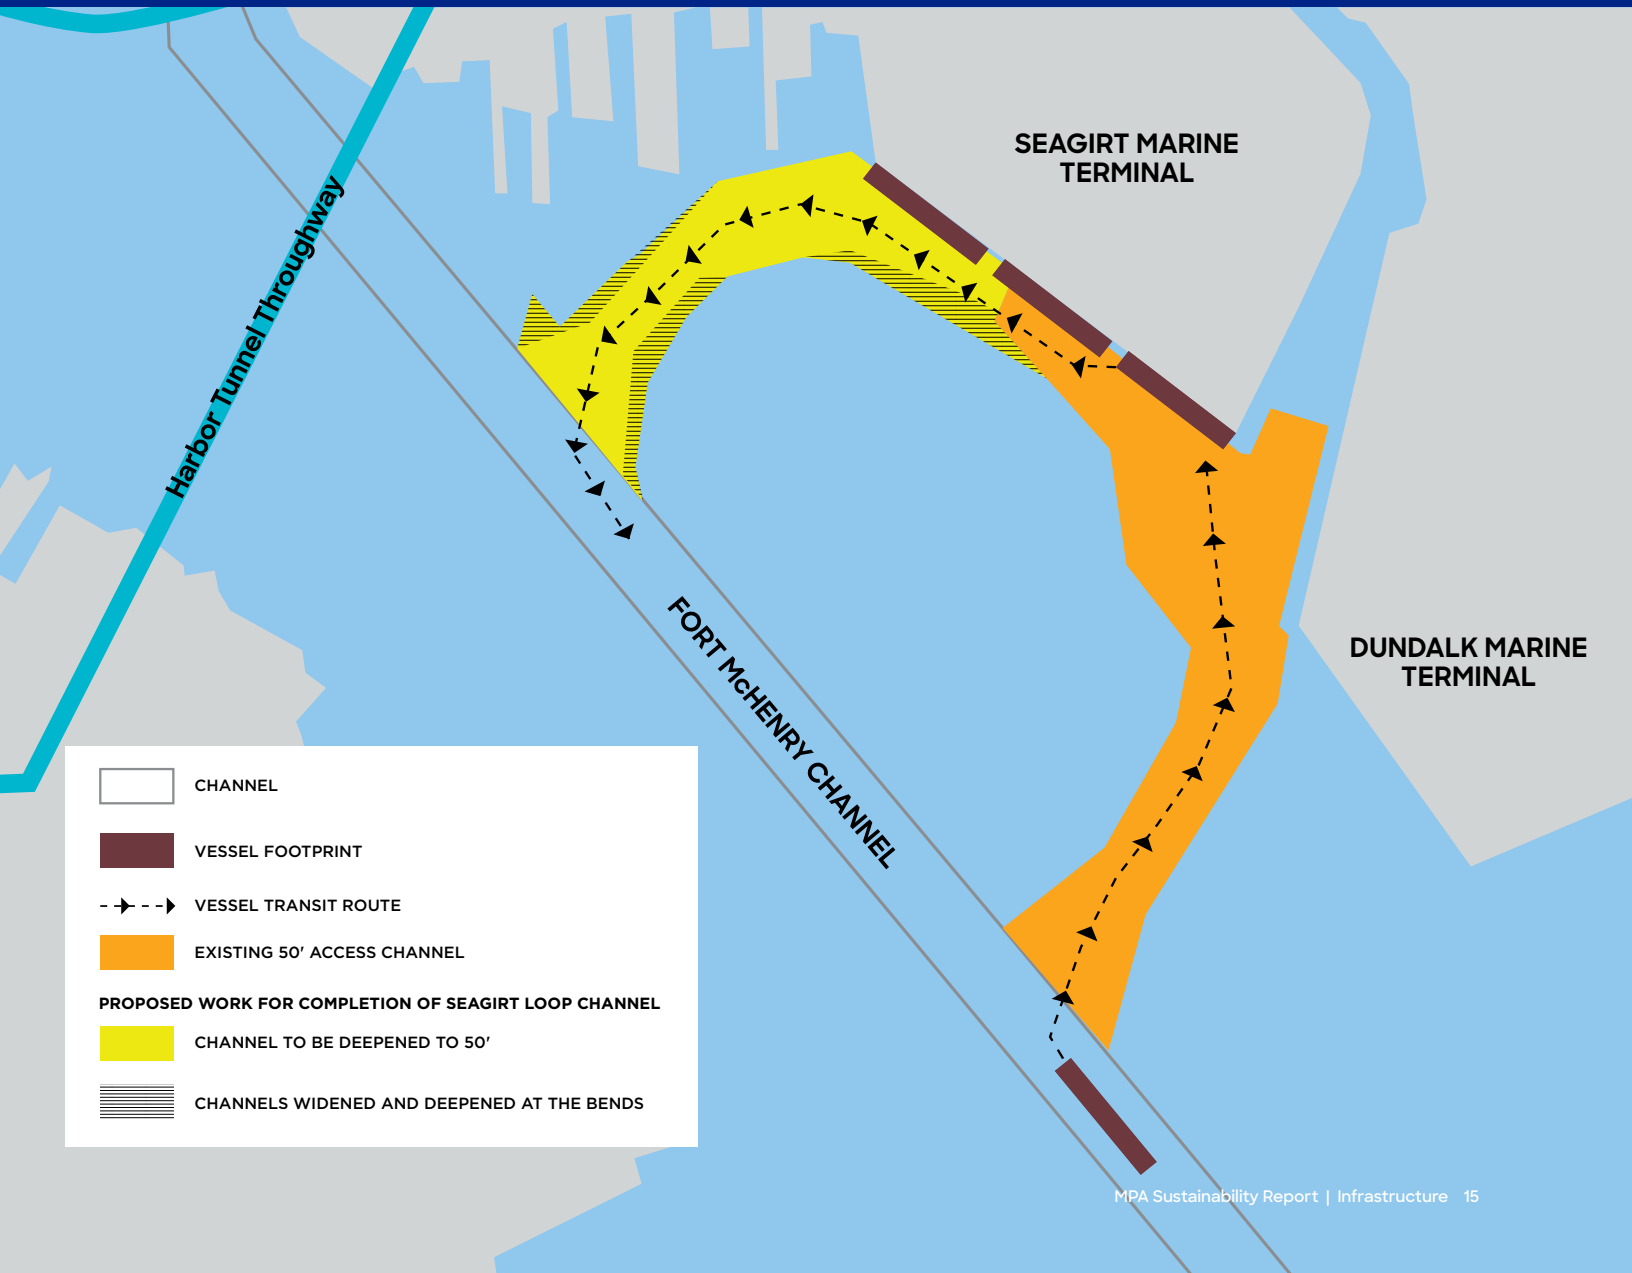 SEAGIRT MARINE
TERMINAL
Harbor Tunnel Throughway
FORT McHENRY CHANNEL
DUNDALK MARINE
TERMINAL
CHANNEL
VESSEL FOOTPRINT
VESSEL TRANSIT ROUTE
EXISTING 50' ACCESS CHANNEL
PROPOSED WORK FOR COMPLETION OF SEAGIRT LOOP CHANNEL
CHANNEL TO BE DEEPENED TO 50'
CHANNELS WIDENED AND DEEPENED AT THE BENDS
MPA Sustainability Report | Infrastructure 15